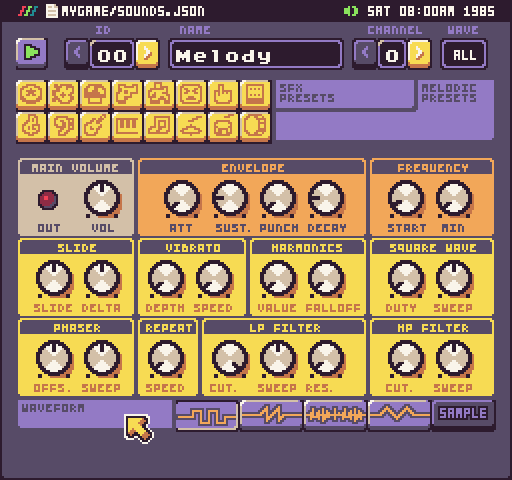 MYGAME/SOUNDS.JSON
SAT 08:00AM 1985
ID NAME CHANNEL WAVE
00 Melody 0 ALL
SFX PRESETS
MELODIC PRESETS
MAIN VOLUME ENVELOPE FREQUENCY
OUT VOL ATT SUST. PUNCH DECAY START MIN
SLIDE VIBRATO HARMONICS SQUARE WAVE
SLIDE DELTA DEPTH SPEED VALUE FALLOFF DUTY SWEEP
PHASER REPEAT LP FILTER HP FILTER
OFFS. SWEEP SPEED CUT. SWEEP RES. CUT. SWEEP
WAVEFORM SAMPLE